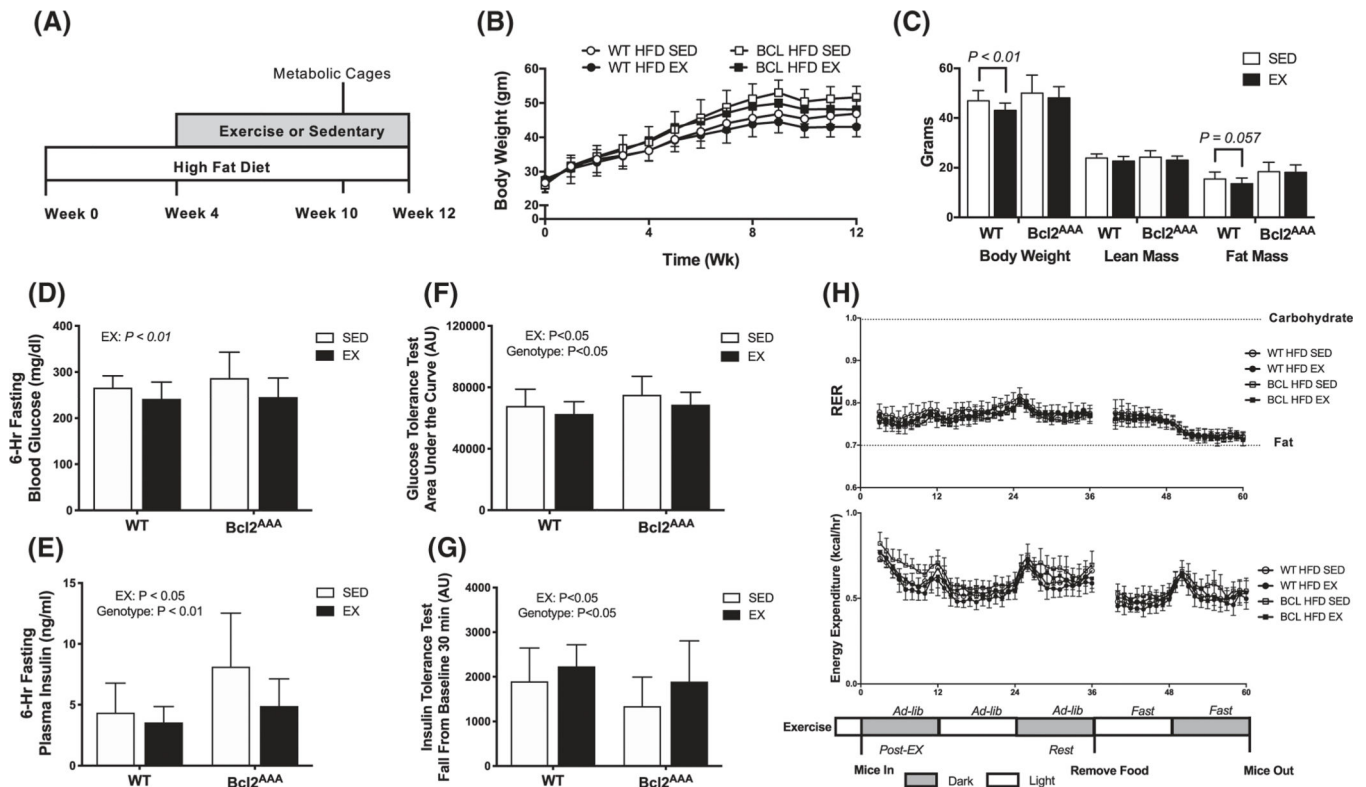 (A)
Metabolic Cages
Exercise or Sedentary
High Fat Diet
Week 0
Week 4
Week 10
Week 12
(B)
WT HFD SED
BCL HFD SED
WT HFD EX
BCL HFD EX
Body Weight (gm)
60
50
40
30
20
0
0
4
8
12
Time (Wk)
(C)
P < 0.01
SED
EX
P = 0.057
Grams
60
40
20
0
WT
Bcl2AAA
WT
Bcl2AAA
WT
Bcl2AAA
Body Weight
Lean Mass
Fat Mass
(D)
6-Hr Fasting
Blood Glucose (mg/dl)
400
300
200
100
0
EX: P < 0.01
SED
EX
WT
Bcl2AAA
(E)
6-Hr Fasting
Plasma Insulin (ng/ml)
15
10
5
0
EX: P < 0.05
Genotype: P < 0.01
SED
EX
WT
Bcl2AAA
(F)
Glucose Tolerance Test
Area Under the Curve (AU)
120000
80000
40000
0
EX: P<0.05
Genotype: P<0.05
SED
EX
WT
Bcl2AAA
(G)
Insulin Tolerance Test
Fall From Baseline 30 min (AU)
4000
3000
2000
1000
0
EX: P<0.05
Genotype: P<0.05
SED
EX
WT
Bcl2AAA
(H)
RER
1.0
0.9
0.8
0.7
0.6
Carbohydrate
WT HFD SED
WT HFD EX
BCL HFD SED
BCL HFD EX
Fat
0
12
24
36
48
60
Energy Expenditure (kcal/hr)
1.0
0.5
0.0
WT HFD SED
WT HFD EX
BCL HFD SED
BCL HFD EX
0
12
24
36
48
60
Ad-lib
Ad-lib
Ad-lib
Fast
Fast
Exercise
Post-EX
Rest
Mice In
Remove Food
Mice Out
Dark
Light